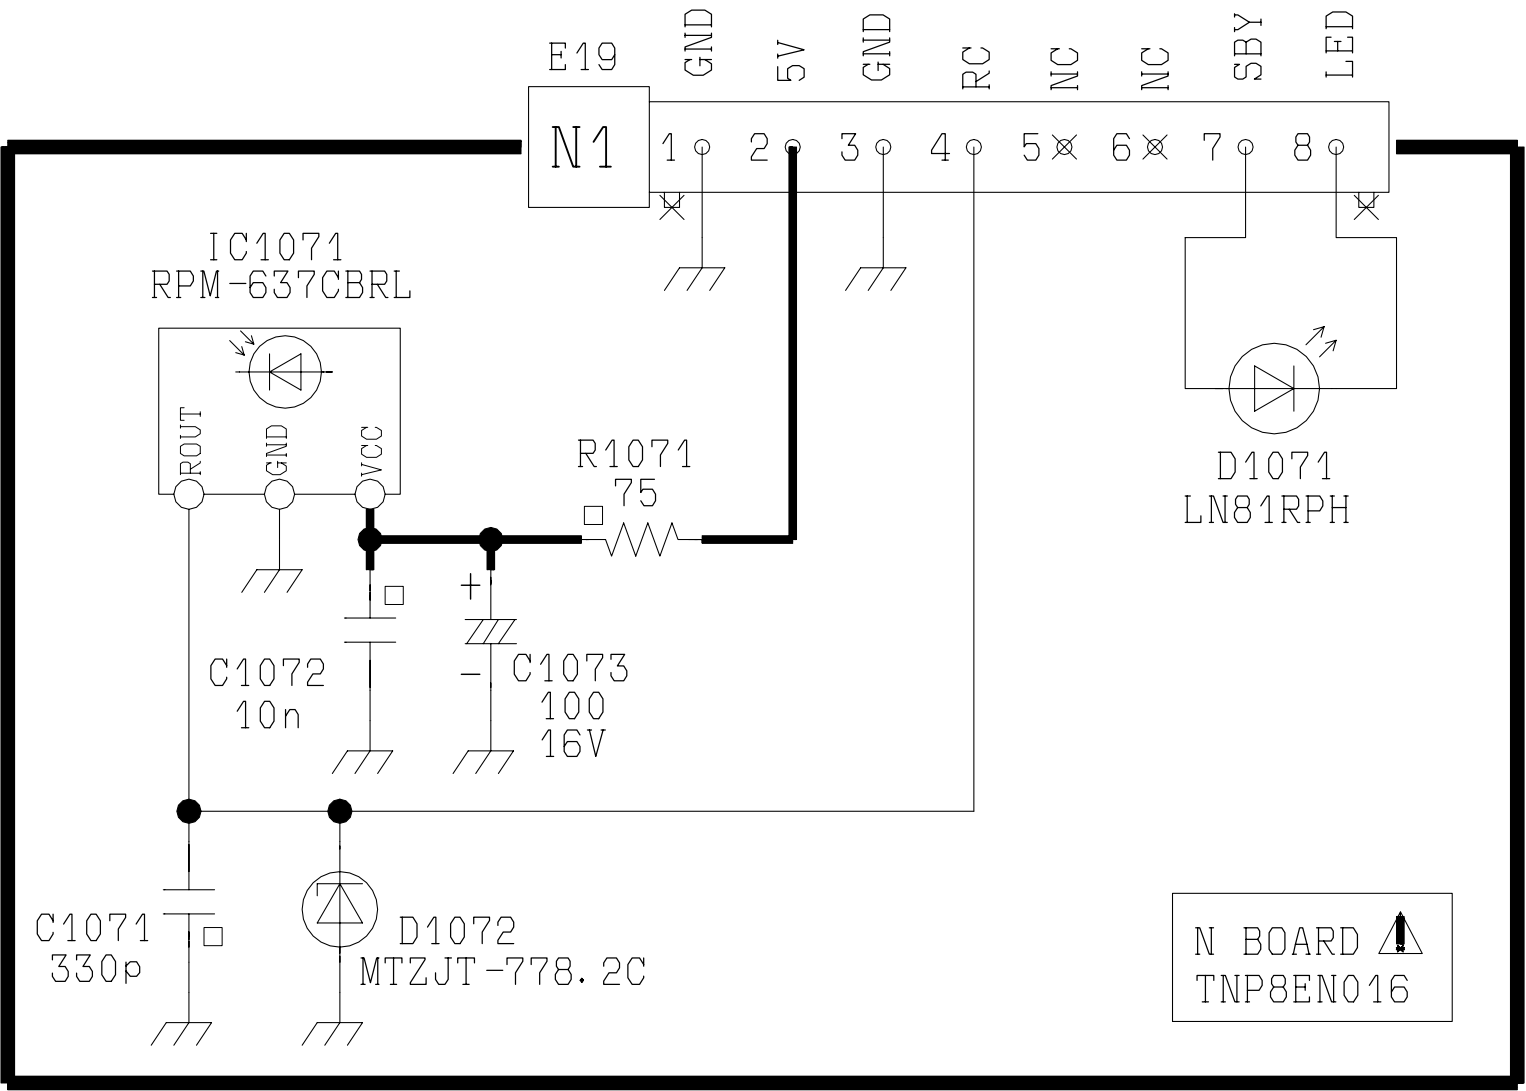 E19
GND
5V
GND
RC
NC
NC
SBY
LED
N1
1
2
3
4
5
6
7
8
IC1071
RPM-637CBRL
ROUT
GND
VCC
R1071
75
D1071
LN81RPH
+
-
C1072
10n
C1073
100
16V
C1071
330p
D1072
MTZJT-778.2C
N BOARD
TNP8EN016